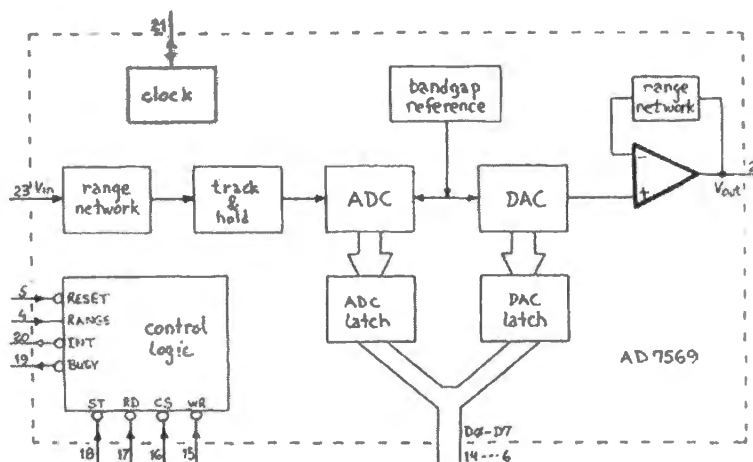 21
clock
bandgap
reference
range
network
23 Vin
range
network
track
&
hold
ADC
DAC
-
+
Vout
2
5
RESET
4
RANGE
20
INT
19
BUSY
control
logic
ST RD CS WR
18 17 16 15
ADC
latch
DAC
latch
AD7569
DØ-D7
14---6